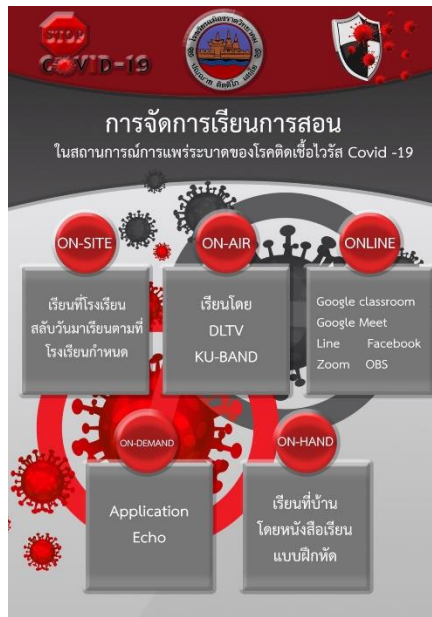 STOP
COVID-19
การจัดการเรียนการสอน
ในสถานการณ์การแพร่ระบาดของโรคติดเชื้อไวรัส Covid -19
ON-SITE
เรียนที่โรงเรียน
สลับวันมาเรียนตามที่
โรงเรียนกำหนด
ON-AIR
เรียนโดย
DLTV
KU-BAND
ONLINE
Google classroom
Google Meet
Line Facebook
Zoom OBS
ON-DEMAND
Application
Echo
ON-HAND
เรียนที่บ้าน
โดยหนังสือเรียน
แบบฝึกหัด